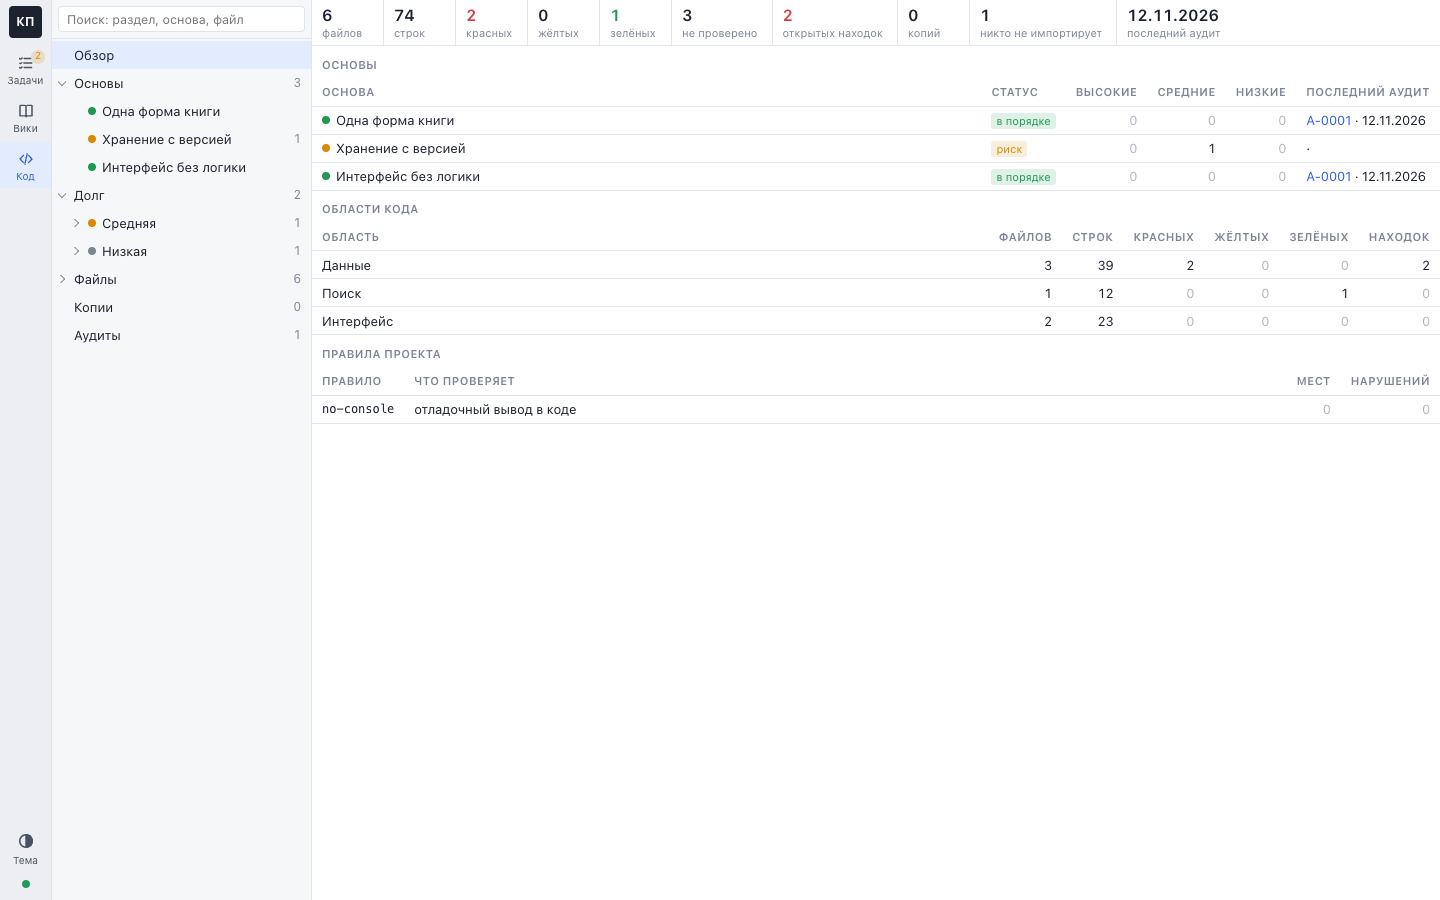 КП
2
Задачи
Вики
Код
Тема
Поиск: раздел, основа, файл
Обзор
Основы 3
Одна форма книги
Хранение с версией 1
Интерфейс без логики
Долг 2
Средняя 1
Низкая 1
Файлы 6
Копии 0
Аудиты 1
6 74 2 0 1 3 2 0 1 12.11.2026
файлов строк красных жёлтых зелёных не проверено открытых находок копий никто не импортирует последний аудит
ОСНОВЫ
ОСНОВА СТАТУС ВЫСОКИЕ СРЕДНИЕ НИЗКИЕ ПОСЛЕДНИЙ АУДИТ
Одна форма книги в порядке 0 0 0 A-0001 · 12.11.2026
Хранение с версией риск 0 1 0 ·
Интерфейс без логики в порядке 0 0 0 A-0001 · 12.11.2026
ОБЛАСТИ КОДА
ОБЛАСТЬ ФАЙЛОВ СТРОК КРАСНЫХ ЖЁЛТЫХ ЗЕЛЁНЫХ НАХОДОК
Данные 3 39 2 0 0 2
Поиск 1 12 0 0 1 0
Интерфейс 2 23 0 0 0 0
ПРАВИЛА ПРОЕКТА
ПРАВИЛО ЧТО ПРОВЕРЯЕТ МЕСТ НАРУШЕНИЙ
no-console отладочный вывод в коде 0 0